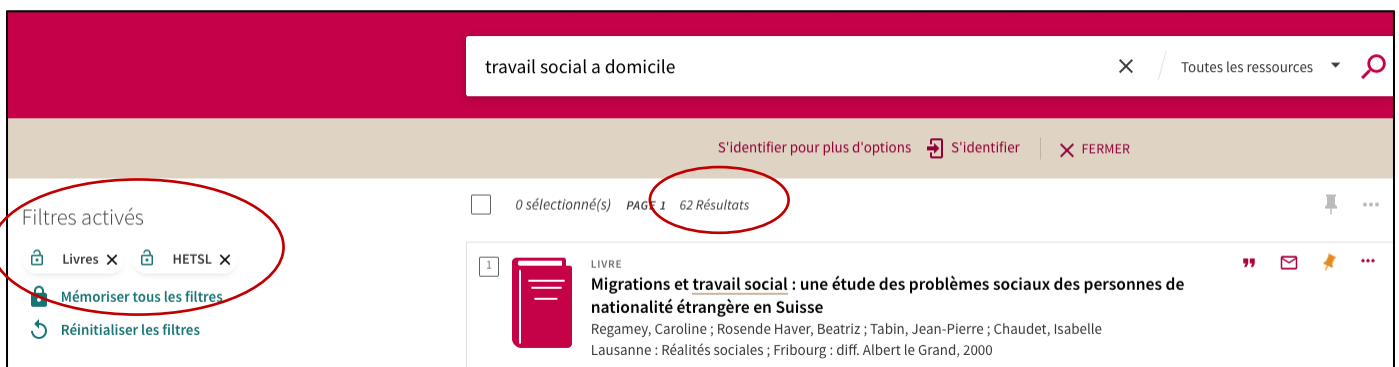 travail social a domicile
Toutes les ressources
S'identifier pour plus d'options S'identifier FERMER
Filtres activés
0 sélectionné(s) PAGE 1 62 Résultats
Livres HETSL
Mémoriser tous les filtres
Réinitialiser les filtres
1
LIVRE
Migrations et travail social : une étude des problèmes sociaux des personnes de
nationalité étrangère en Suisse
Regamey, Caroline ; Rosende Haver, Beatriz ; Tabin, Jean-Pierre ; Chaudet, Isabelle
Lausanne : Réalités sociales ; Fribourg : diff. Albert le Grand, 2000